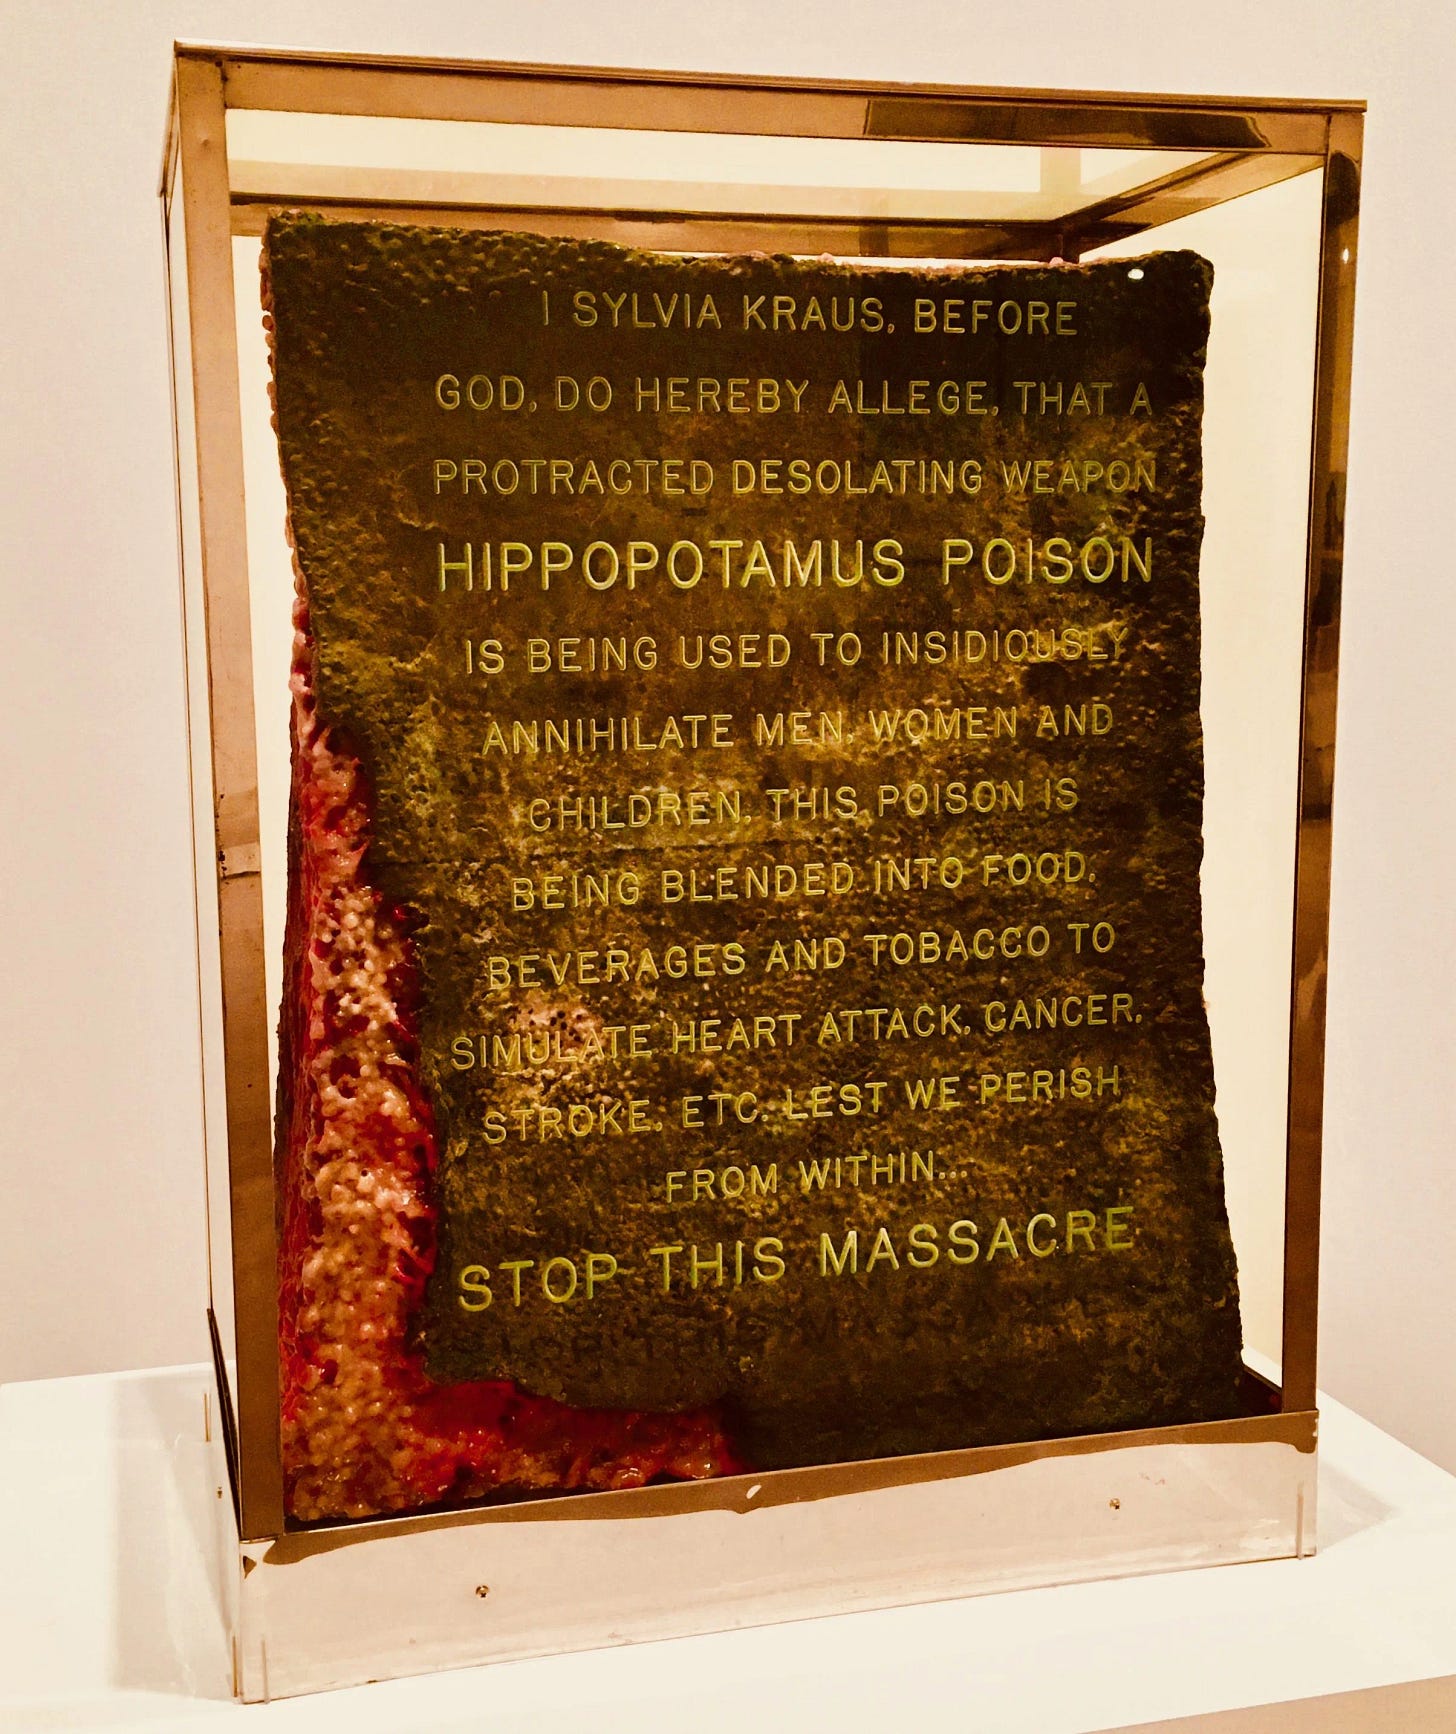 I SYLVIA KRAUS, BEFORE
GOD, DO HEREBY ALLEGE, THAT A
PROTRACTED DESOLATING WEAPON
HIPPOPOTAMUS POISON
IS BEING USED TO INSIDIOUSLY
ANNIHILATE MEN, WOMEN AND
CHILDREN. THIS POISON IS
BEING BLENDED INTO FOOD,
BEVERAGES AND TOBACCO TO
SIMULATE HEART ATTACK, CANCER,
STROKE, ETC. LEST WE PERISH
FROM WITHIN...
STOP THIS MASSACRE